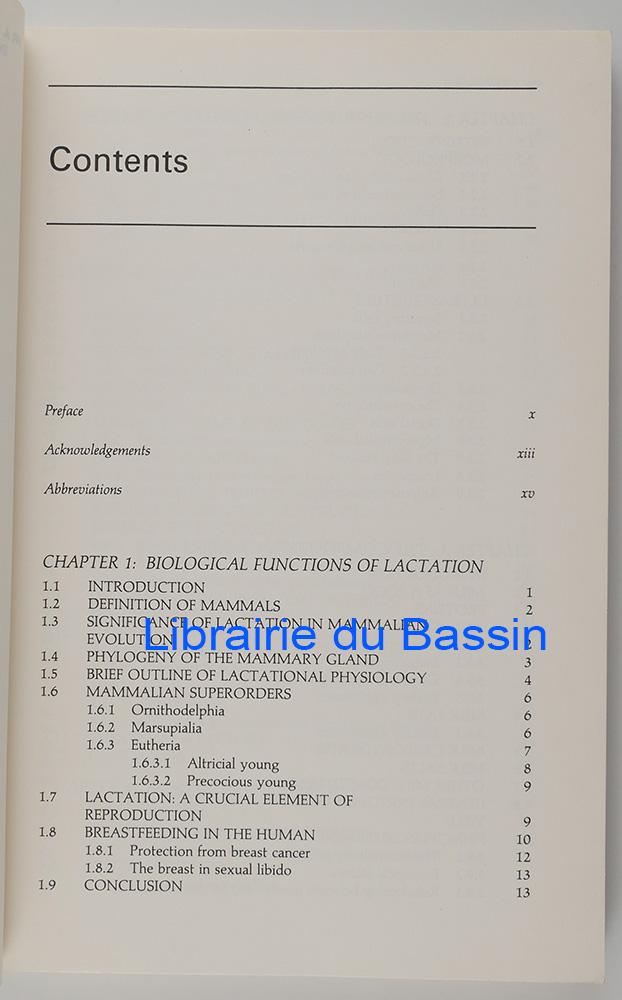 Contents
Preface x
Acknowledgements xiii
Abbreviations xv
CHAPTER 1: BIOLOGICAL FUNCTIONS OF LACTATION
1.1 INTRODUCTION 1
1.2 DEFINITION OF MAMMALS 2
1.3 SIGNIFICANCE OF LACTATION IN MAMMALIAN
EVOLUTION 2
Librairie du Bassin
1.4 PHYLOGENY OF THE MAMMARY GLAND 3
1.5 BRIEF OUTLINE OF LACTATIONAL PHYSIOLOGY 4
1.6 MAMMALIAN SUPERORDERS 6
1.6.1 Ornithodelphia 6
1.6.2 Marsupialia 6
1.6.3 Eutheria 7
1.6.3.1 Altricial young 8
1.6.3.2 Precocious young 9
1.7 LACTATION: A CRUCIAL ELEMENT OF
REPRODUCTION 9
1.8 BREASTFEEDING IN THE HUMAN 10
1.8.1 Protection from breast cancer 12
1.8.2 The breast in sexual libido 13
1.9 CONCLUSION 13